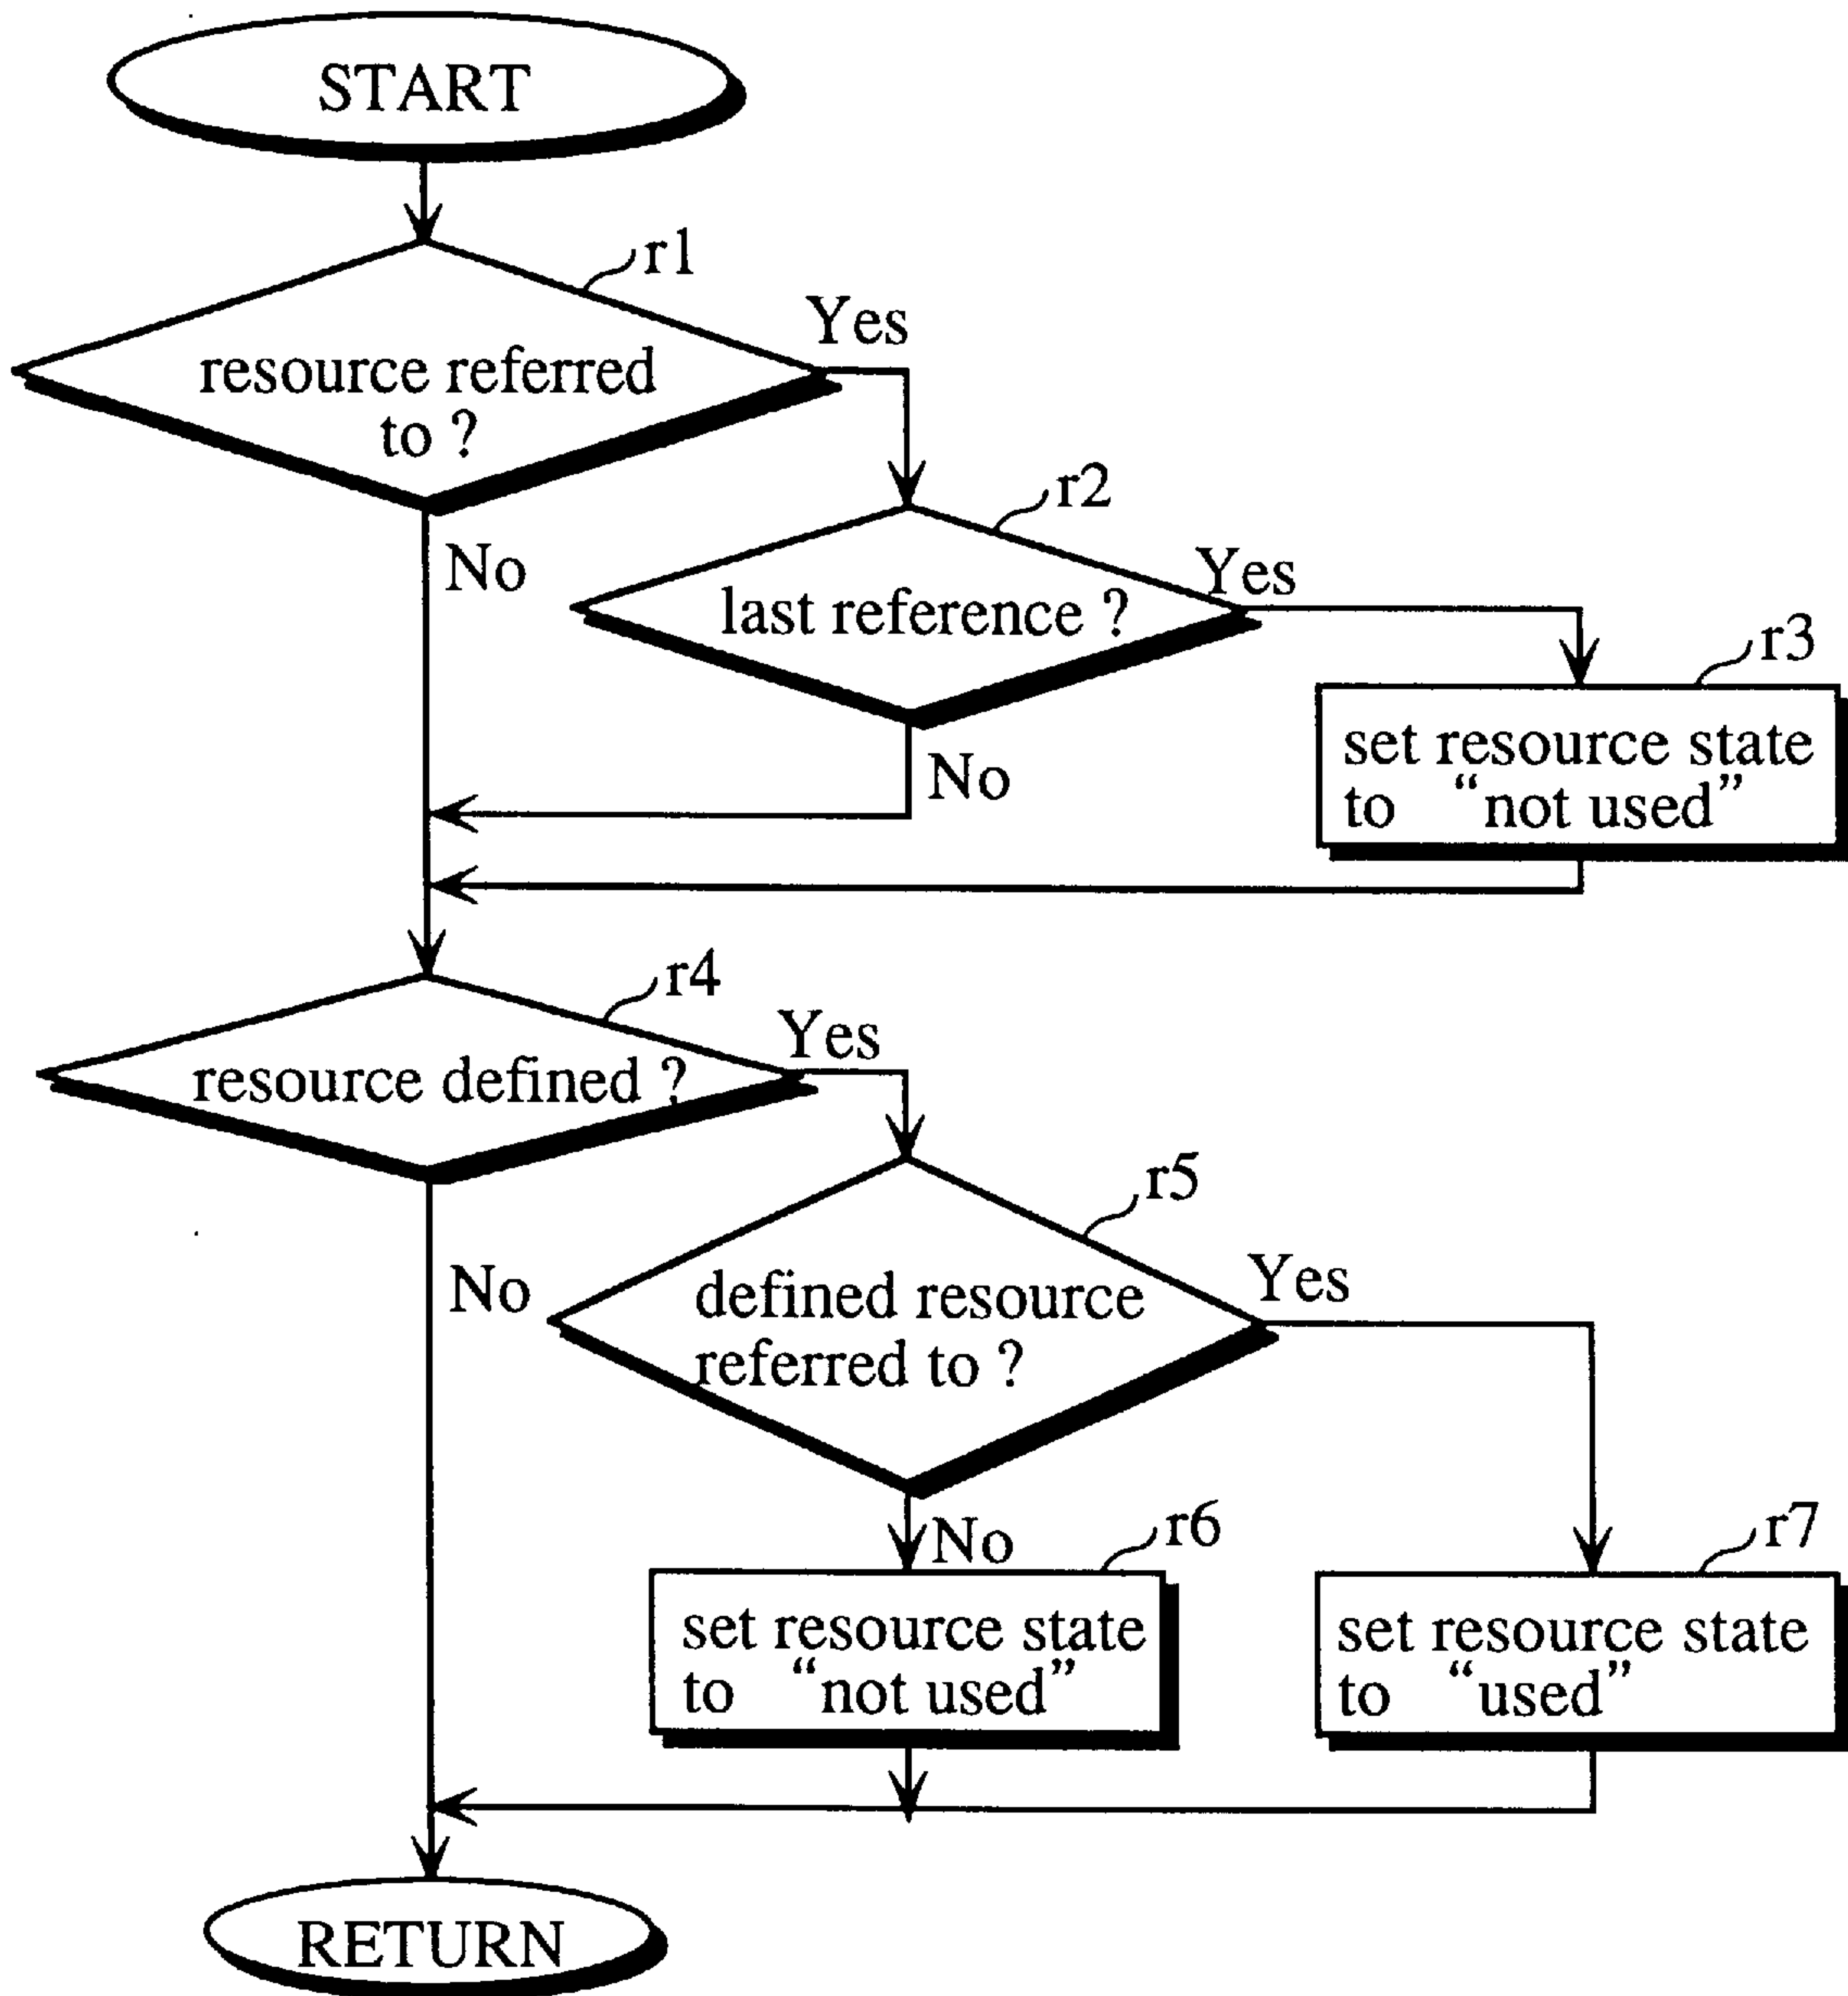 START
r1
Yes
resource referred
to ?
No
r2
Yes
last reference ?
No
r3
set resource state
to “not used”
r4
Yes
resource defined ?
No
r5
Yes
defined resource
referred to ?
No
r6
set resource state
to “not used”
r7
set resource state
to “used”
RETURN